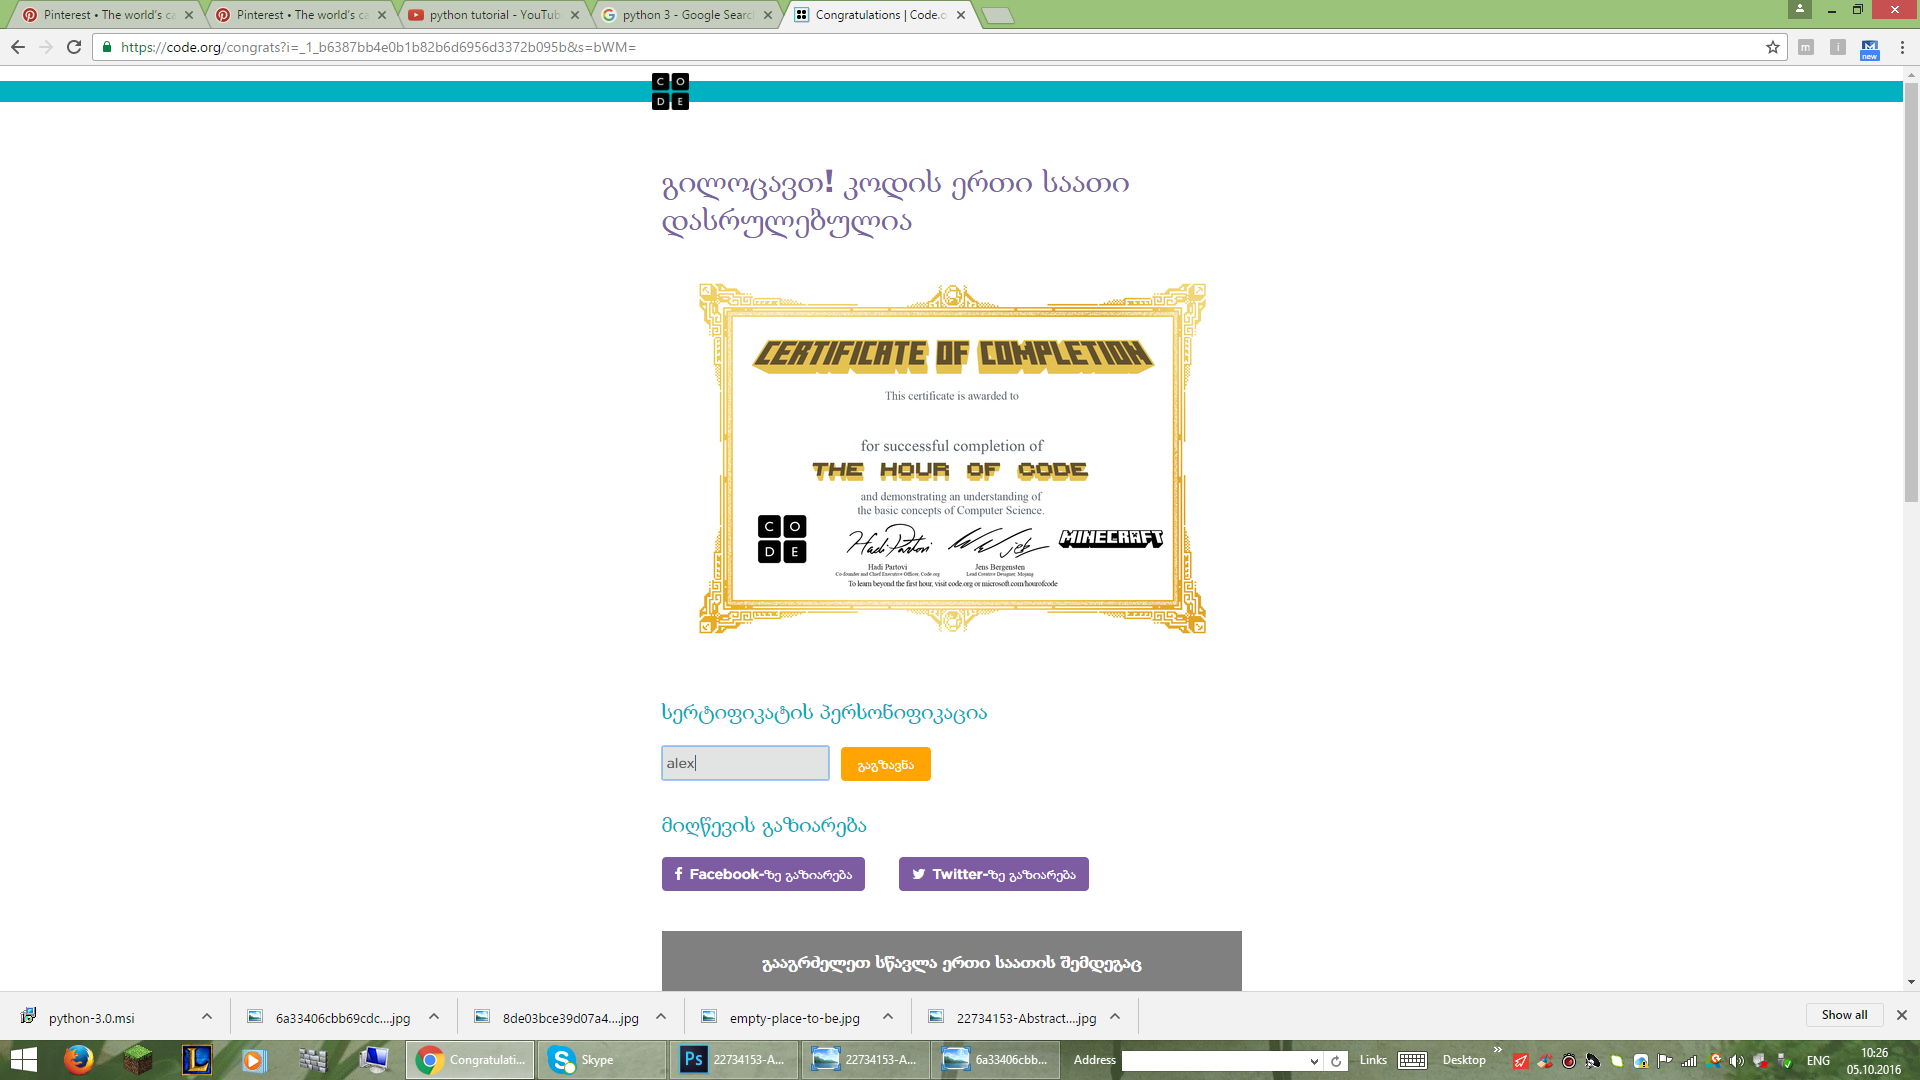 Pinterest • The world's ca
Pinterest • The world's ca
python tutorial - YouTub
python 3 - Google Searc
Congratulations | Code.o
https://code.org/congrats?i=_1_b6387bb4e0b1b82b6d6956d3372b095b&s=bWM=
m
i
new
C O
D E
გილოცავთ! კოდის ერთი საათი
დასრულებულია
CERTIFICATE OF COMPLETION
This certificate is awarded to
for successful completion of
THE HOUR OF CODE
and demonstrating an understanding of
the basic concepts of Computer Science.
C O
D E
Hadi Partovi
Jeb
MINECRAFT
Hadi Partovi
Jens Bergensten
Co-founder and Chief Executive Officer, Code.org
Lead Creative Designer, Mojang
To learn beyond the first hour, visit code.org or microsoft.com/hourofcode
სერტიფიკატის პერსონიფიკაცია
alex
გაგზავნა
მიღწევის გაზიარება
Facebook-ზე გაზიარება
Twitter-ზე გაზიარება
გააგრძელეთ სწავლა ერთი საათის შემდეგაც
python-3.0.msi
6a33406cbb69cdc....jpg
8de03bce39d07a4....jpg
empty-place-to-be.jpg
22734153-Abstract....jpg
Show all
Congratulati...
Skype
Ps
22734153-A...
22734153-A...
6a33406cbb...
Address
Links
Desktop
ENG
10:26
05.10.2016